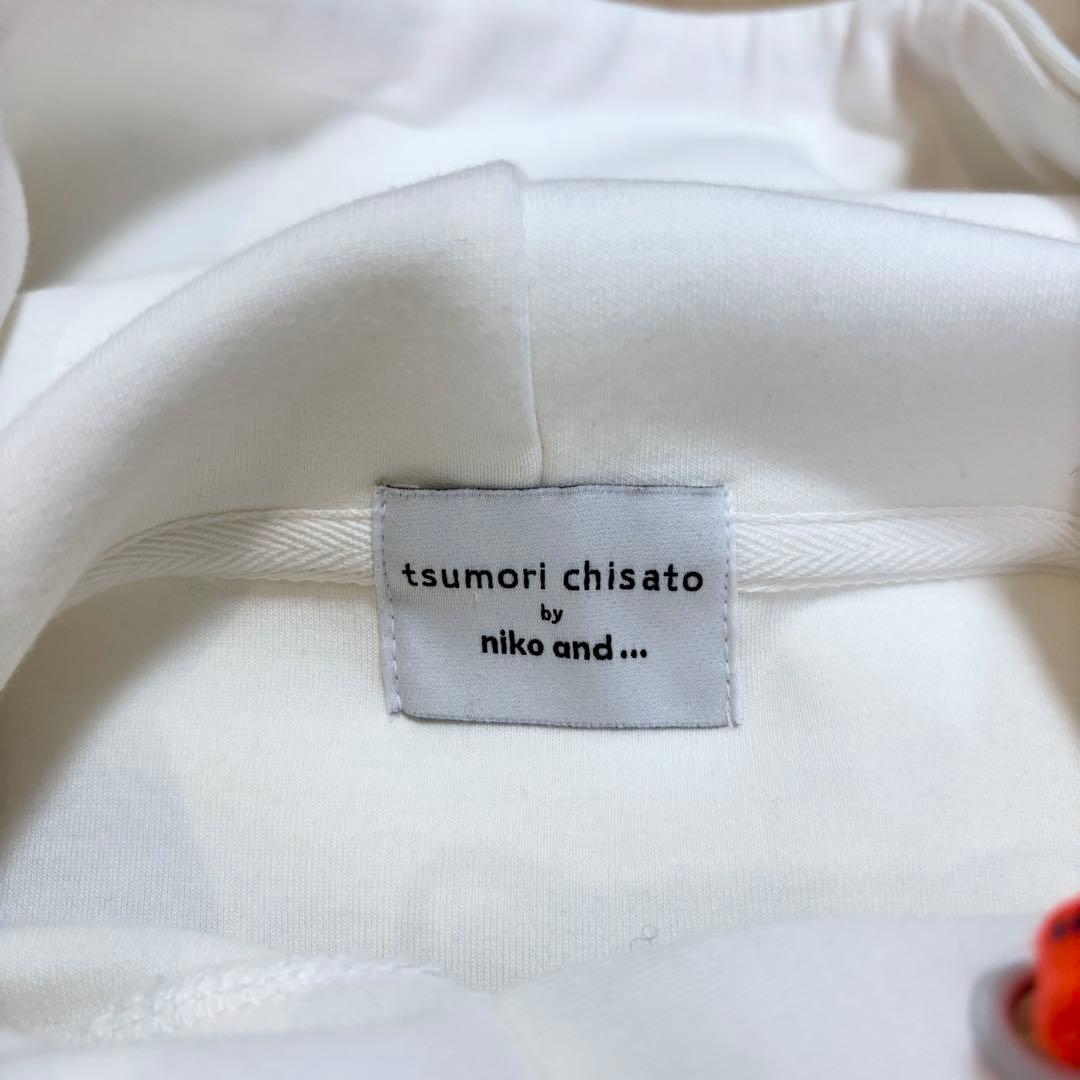 tsumori chisato
by
niko and...